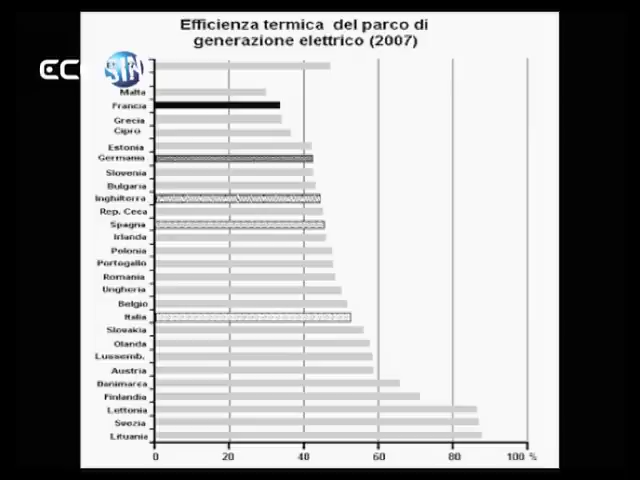 Efficienza termica del parco di
generazione elettrico (2007)
SIN
Malta
Francia
Grecia
Cipro
Estonia
Germania
Slovenia
Bulgaria
Inghilterra
Rep. Ceca
Spagna
Irlanda
Polonia
Portogallo
Romania
Ungheria
Belgio
Italia
Slovakia
Olanda
Lussemb.
Austria
Danimarca
Finlandia
Lettonia
Svezia
Lituania
0 20 40 60 80 100 %